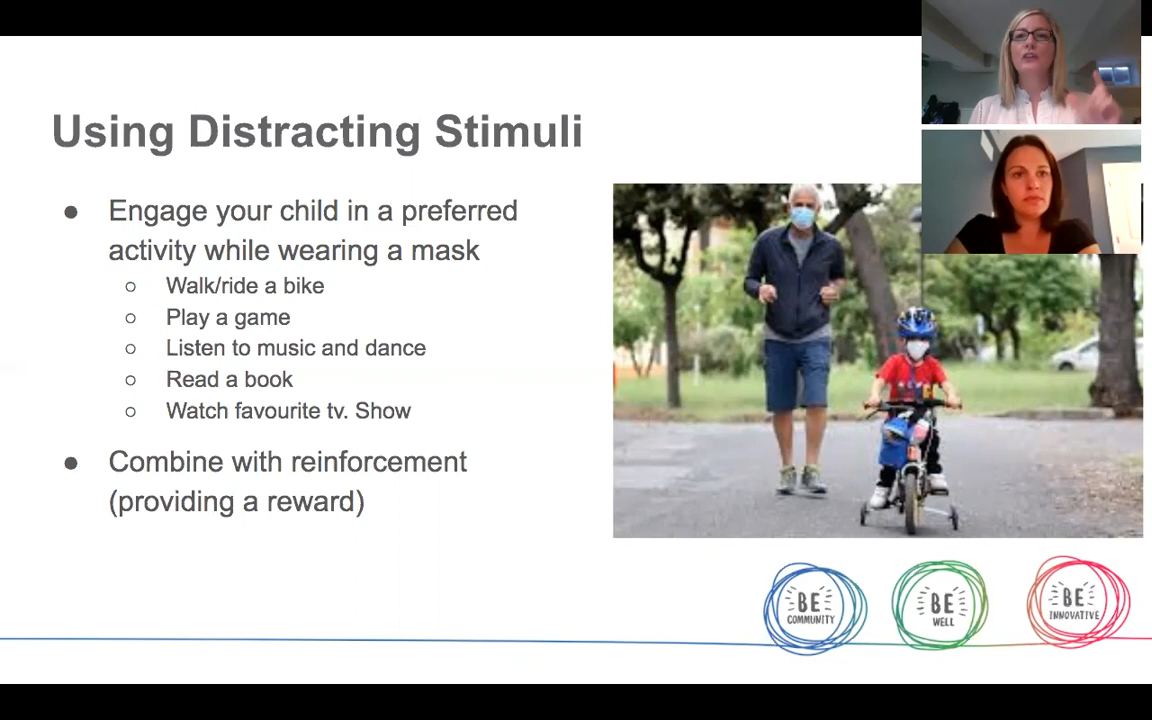 Using Distracting Stimuli
● Engage your child in a preferred
activity while wearing a mask
○ Walk/ride a bike
○ Play a game
○ Listen to music and dance
○ Read a book
○ Watch favourite tv. Show
● Combine with reinforcement
(providing a reward)
BE
COMMUNITY
BE
WELL
BE
INNOVATIVE